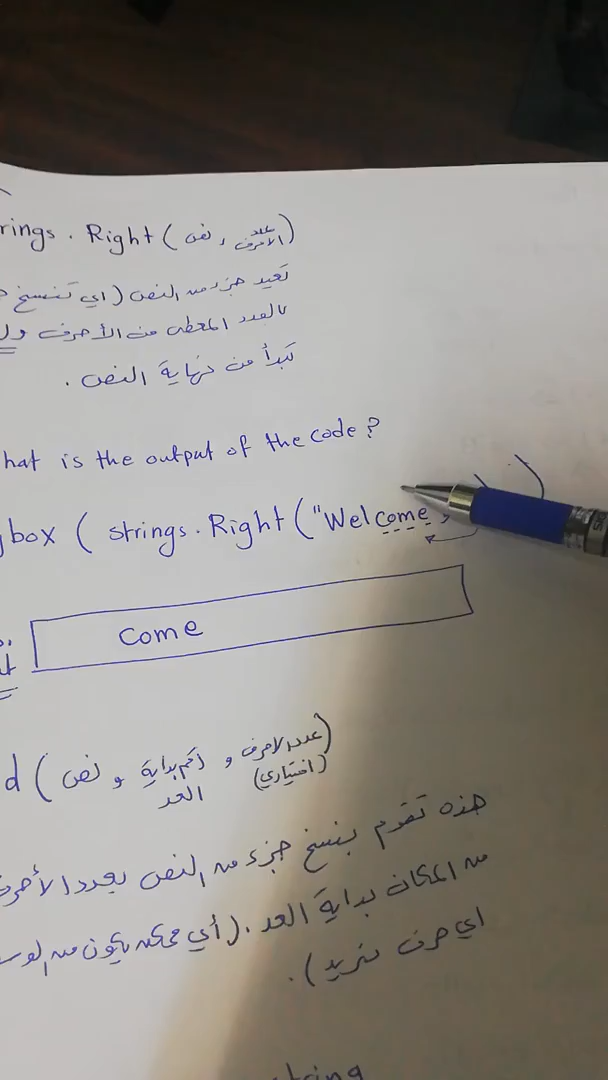 rings . Right ( نص , عدد الأحرف )
تعيد جزء من النص ( اي تنسخ
بالعدد المعطى من الأحرف
تبدأ من نهاية النص .
hat is the output of the code ?
box ( strings . Right ( "Welcome
Come
d ( نص , رقم بداية العد , عدد الاحرف (اختياري) )
هذه تقوم بنسخ جزء من النص بعدد الأحرف
من المكان بداية العد . ( أي ممكن يكون من
اي حرف نريد ) .
string